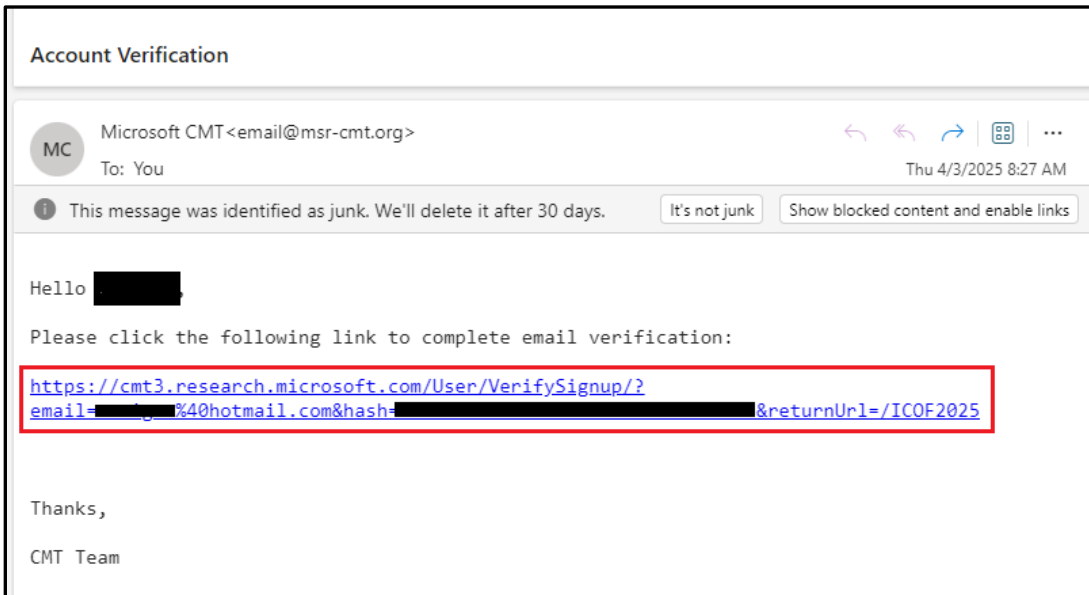 Account Verification
MC
Microsoft CMT<email@msr-cmt.org>
To: You
Thu 4/3/2025 8:27 AM
This message was identified as junk. We'll delete it after 30 days.
It's not junk
Show blocked content and enable links
Hello ,
Please click the following link to complete email verification:
https://cmt3.research.microsoft.com/User/VerifySignup/?
email= %40hotmail.com&hash= &returnUrl=/ICOF2025
Thanks,
CMT Team